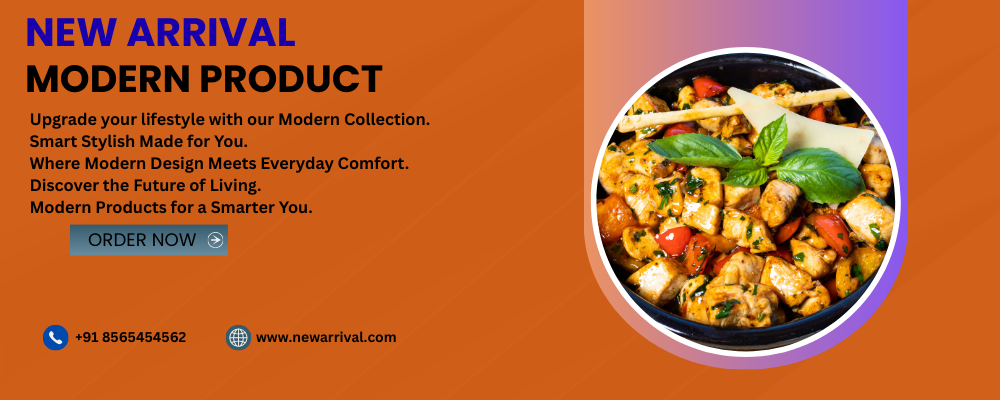 NEW ARRIVAL
MODERN PRODUCT
Upgrade your lifestyle with our Modern Collection.
Smart Stylish Made for You.
Where Modern Design Meets Everyday Comfort.
Discover the Future of Living.
Modern Products for a Smarter You.
ORDER NOW
+91 8565454562
www.newarrival.com